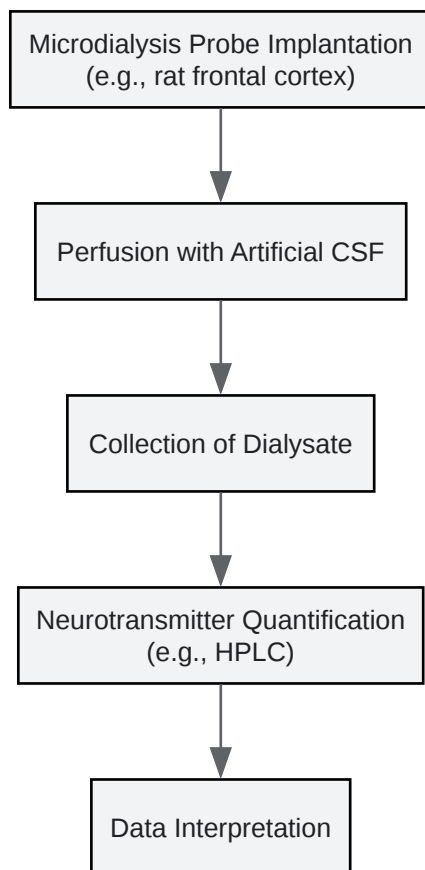 Microdialysis Probe Implantation
(e.g., rat frontal cortex)
Perfusion with Artificial CSF
Collection of Dialysate
Neurotransmitter Quantification
(e.g., HPLC)
Data Interpretation